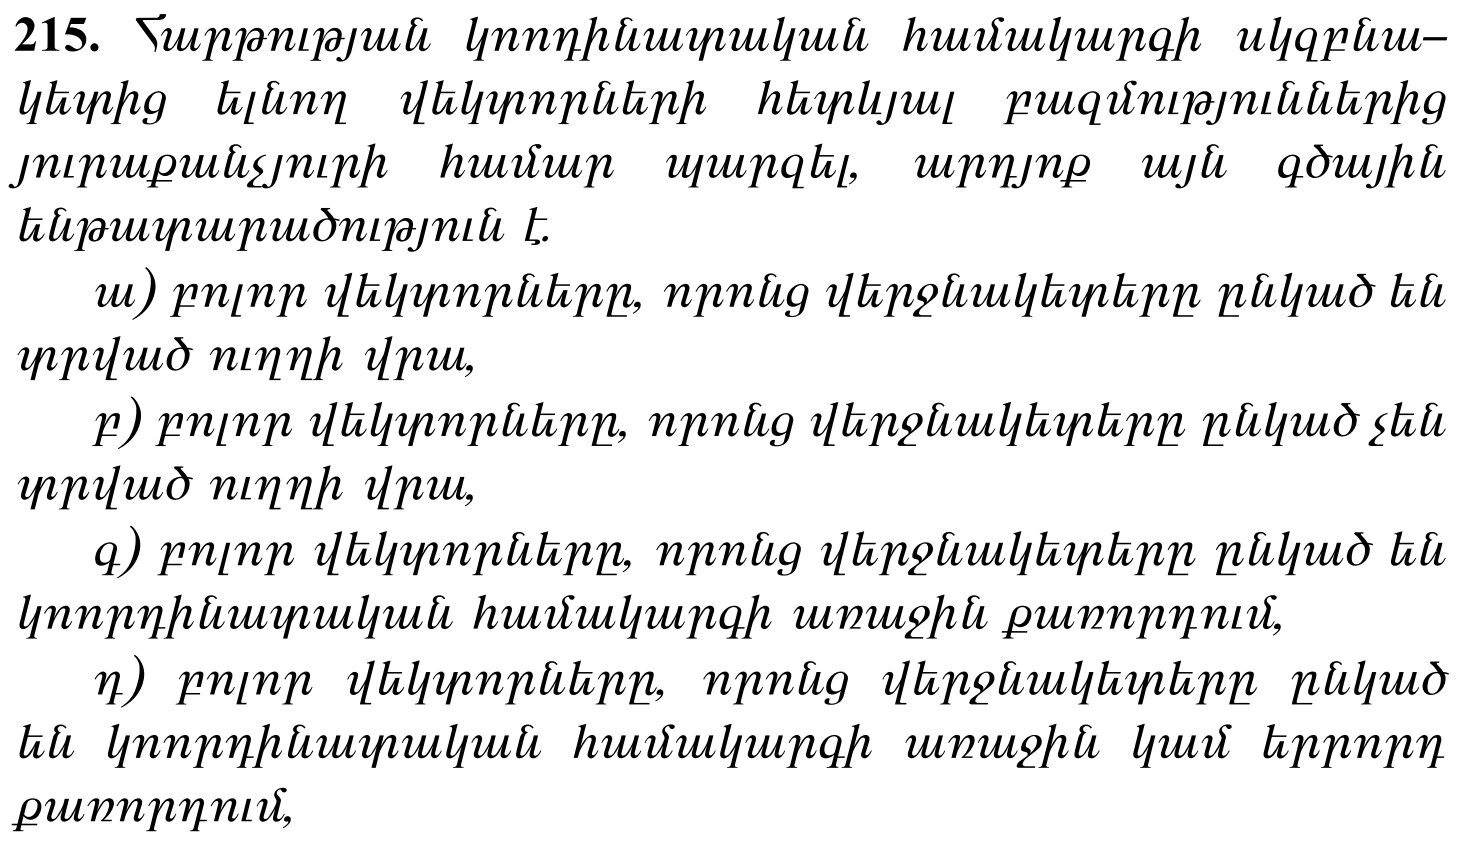 215. Հարթության կոոդինատական համակարգի սկզբնա–
կետից ելնող վեկտորների հետևյալ բազմություններից
յուրաքանչյուրի համար պարզել, արդյոք այն գծային
ենթատարածություն է.
ա) բոլոր վեկտորները, որոնց վերջնակետերը ընկած են
տրված ուղղի վրա,
բ) բոլոր վեկտորները, որոնց վերջնակետերը ընկած չեն
տրված ուղղի վրա,
գ) բոլոր վեկտորները, որոնց վերջնակետերը ընկած են
կոորդինատական համակարգի առաջին քառորդում,
դ) բոլոր վեկտորները, որոնց վերջնակետերը ընկած
են կոորդինատական համակարգի առաջին կամ երրորդ
քառորդում,